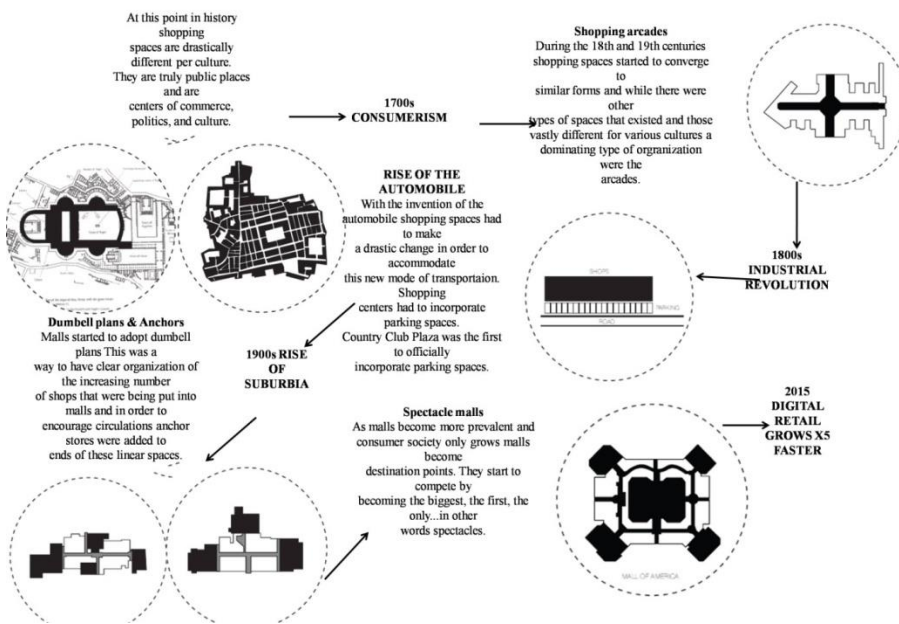 At this point in history
shopping
spaces are drastically
different per culture.
They are truly public places
and are
centers of commerce,
politics, and culture.
1700s
CONSUMERISM
Shopping arcades
During the 18th and 19th centuries
shopping spaces started to converge
to
similar forms and while there were
other
types of spaces that existed and those
vastly different for various cultures a
dominating type of orgranization
were the
arcades.
1800s
INDUSTRIAL
REVOLUTION
SHOPS
PARKING
ROAD
RISE OF THE
AUTOMOBILE
With the invention of the
automobile shopping spaces had
to make
a drastic change in order to
accommodate
this new mode of transportaion.
Shopping
centers had to incorporate
parking spaces.
Country Club Plaza was the first
to officially
incorporate parking spaces.
1900s RISE
OF
SUBURBIA
Dumbell plans & Anchors
Malls started to adopt dumbell
plans This was a
way to have clear organization of
the increasing number
of shops that were being put into
malls and in order to
encourage circulations anchor
stores were added to
ends of these linear spaces.
Spectacle malls
As malls become more prevalent and
consumer society only grows malls
become
destination points. They start to
compete by
becoming the biggest, the first, the
only...in other
words spectacles.
MALL OF AMERICA
2015
DIGITAL
RETAIL
GROWS X5
FASTER